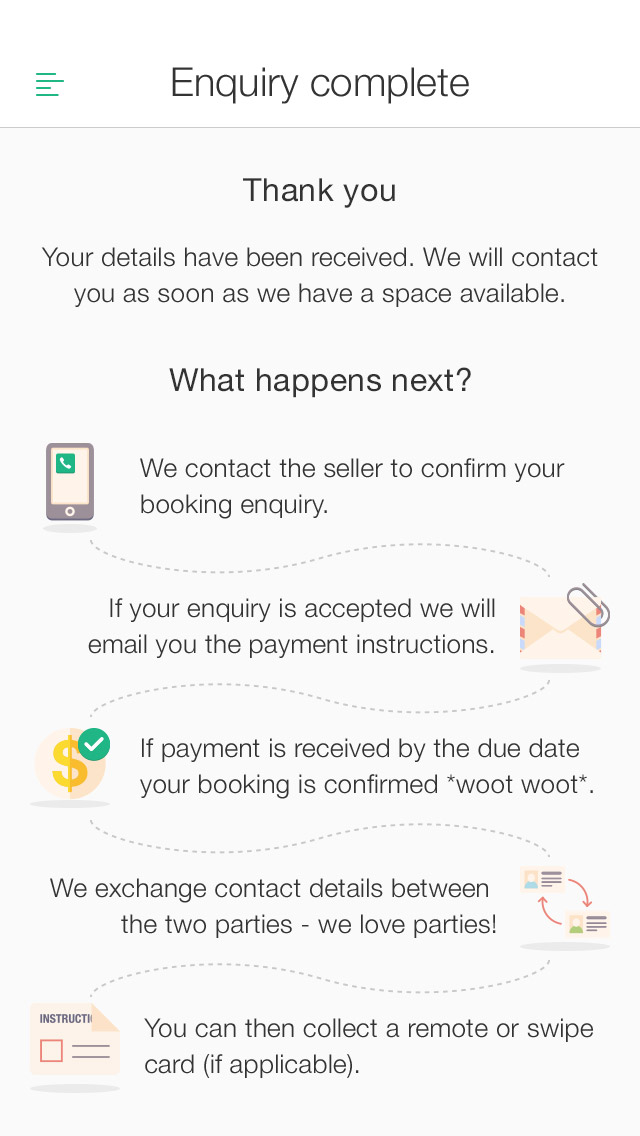 Enquiry complete
Thank you
Your details have been received. We will contact
you as soon as we have a space available.
What happens next?
We contact the seller to confirm your
booking enquiry.
If your enquiry is accepted we will
email you the payment instructions.
$
If payment is received by the due date
your booking is confirmed *woot woot*.
We exchange contact details between
the two parties - we love parties!
INSTRUCTI
You can then collect a remote or swipe
card (if applicable).